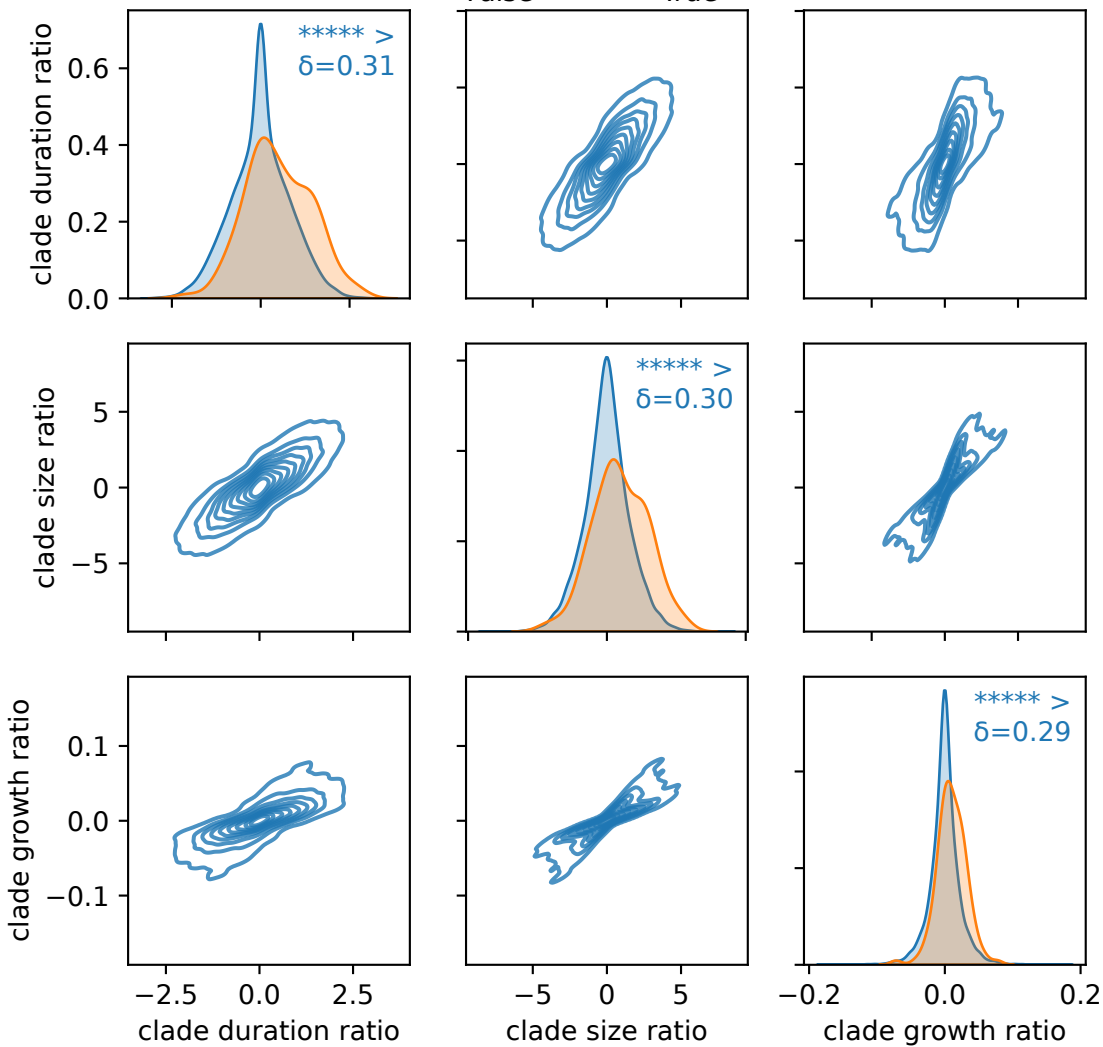 clade duration ratio
0.6
0.4
0.2
0.0
***** >
δ=0.31
clade size ratio
5
0
−5
***** >
δ=0.30
clade growth ratio
0.1
0.0
−0.1
***** >
δ=0.29
−2.5 0.0 2.5
−5 0 5
−0.2 0.0 0.2
clade duration ratio
clade size ratio
clade growth ratio